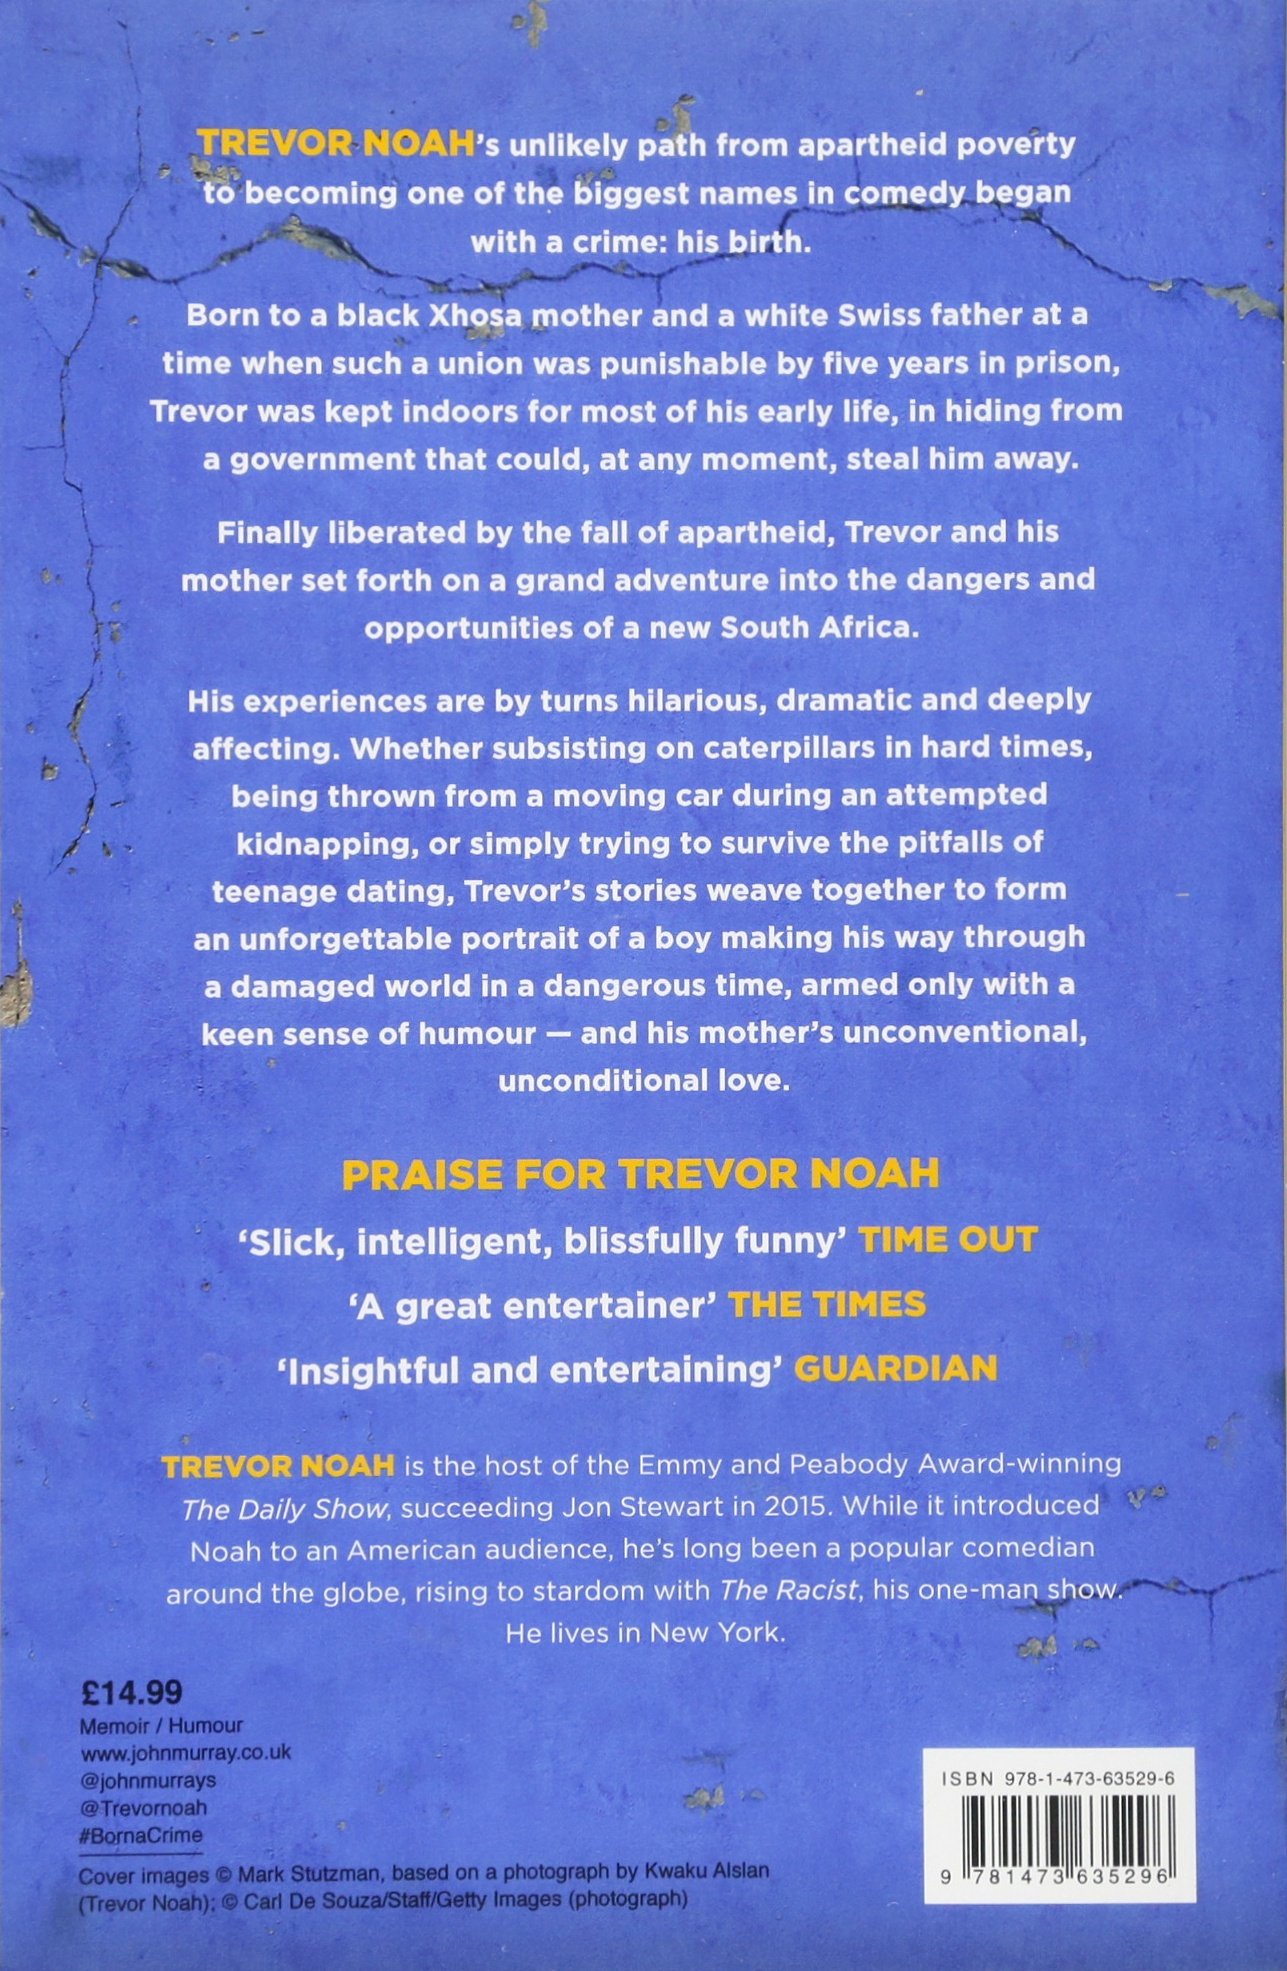 TREVOR NOAH's unlikely path from apartheid poverty
to becoming one of the biggest names in comedy began
with a crime: his birth.
Born to a black Xhosa mother and a white Swiss father at a
time when such a union was punishable by five years in prison,
Trevor was kept indoors for most of his early life, in hiding from
a government that could, at any moment, steal him away.
Finally liberated by the fall of apartheid, Trevor and his
mother set forth on a grand adventure into the dangers and
opportunities of a new South Africa.
His experiences are by turns hilarious, dramatic and deeply
affecting. Whether subsisting on caterpillars in hard times,
being thrown from a moving car during an attempted
kidnapping, or simply trying to survive the pitfalls of
teenage dating, Trevor's stories weave together to form
an unforgettable portrait of a boy making his way through
a damaged world in a dangerous time, armed only with a
keen sense of humour — and his mother's unconventional,
unconditional love.
PRAISE FOR TREVOR NOAH
‘Slick, intelligent, blissfully funny’ TIME OUT
‘A great entertainer’ THE TIMES
‘Insightful and entertaining’ GUARDIAN
TREVOR NOAH is the host of the Emmy and Peabody Award-winning
The Daily Show, succeeding Jon Stewart in 2015. While it introduced
Noah to an American audience, he's long been a popular comedian
around the globe, rising to stardom with The Racist, his one-man show.
He lives in New York.
£14.99
Memoir / Humour
www.johnmurray.co.uk
@johnmurrays
@Trevornoah
#BornaCrime
Cover images © Mark Stutzman, based on a photograph by Kwaku Alslan
(Trevor Noah); © Carl De Souza/Staff/Getty Images (photograph)
ISBN 978-1-473-63529-6
9 781473 635296